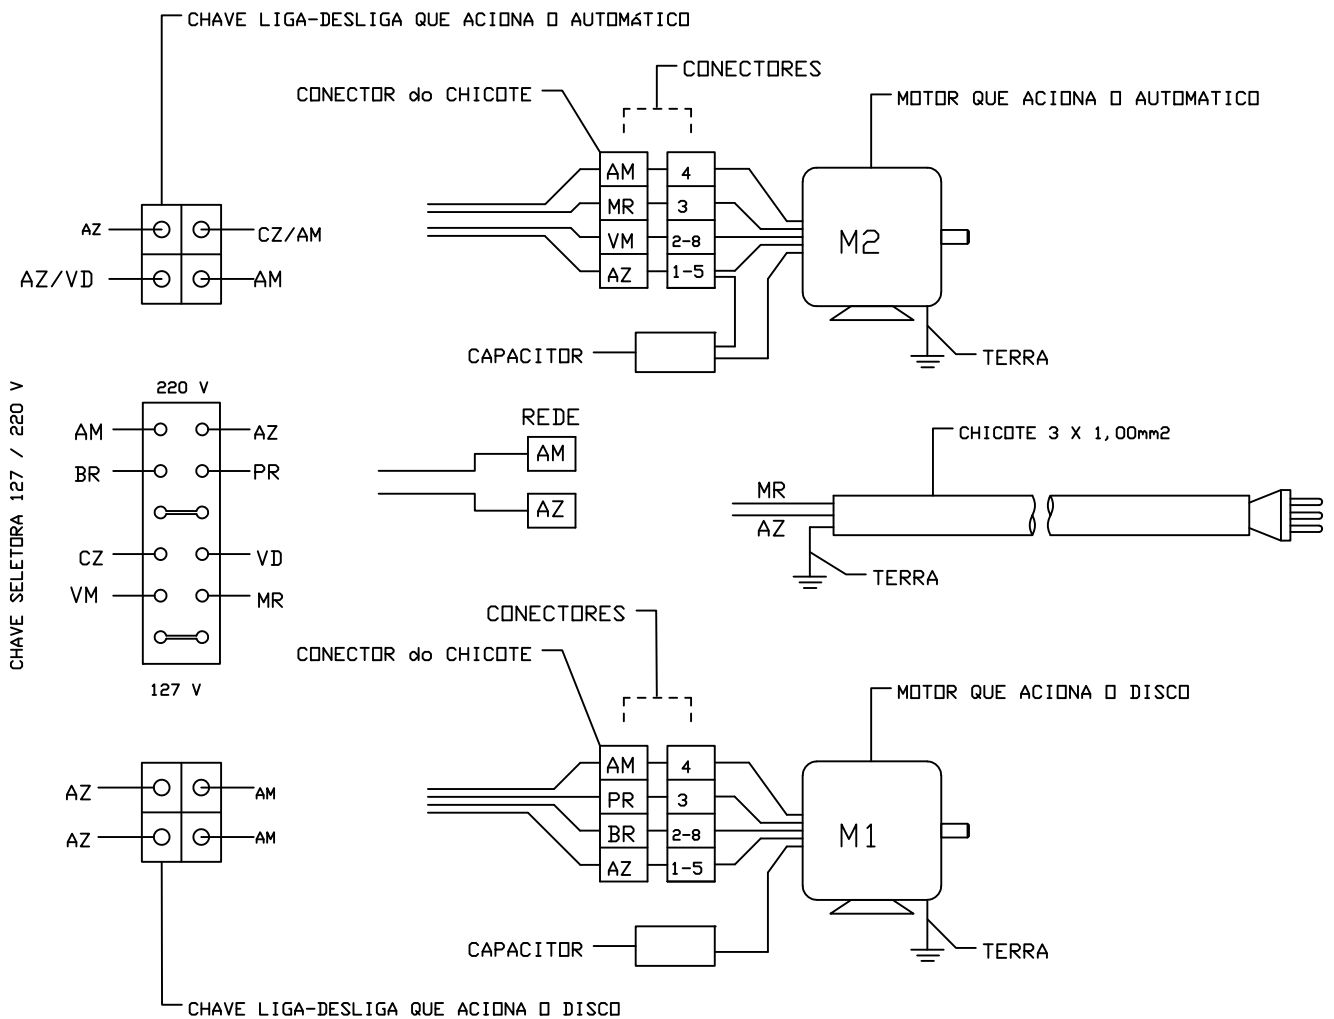 CHAVE LIGA-DESLIGA QUE ACIONA O AUTOMáTICO
CONECTORES
CONECTOR do CHICOTE
MOTOR QUE ACIONA O AUTOMATICO
AM 4
MR 3
VM 2-8
AZ 1-5
M2
AZ CZ/AM
AZ/VD AM
CAPACITOR
TERRA
CHAVE SELETORA 127 / 220 V
220 V
AM AZ
BR PR
CZ VD
VM MR
127 V
REDE
AM
AZ
CHICOTE 3 X 1,00mm2
MR
AZ
TERRA
CONECTORES
CONECTOR do CHICOTE
MOTOR QUE ACIONA O DISCO
AM 4
PR 3
BR 2-8
AZ 1-5
M1
AZ AM
AZ AM
CAPACITOR
TERRA
CHAVE LIGA-DESLIGA QUE ACIONA O DISCO